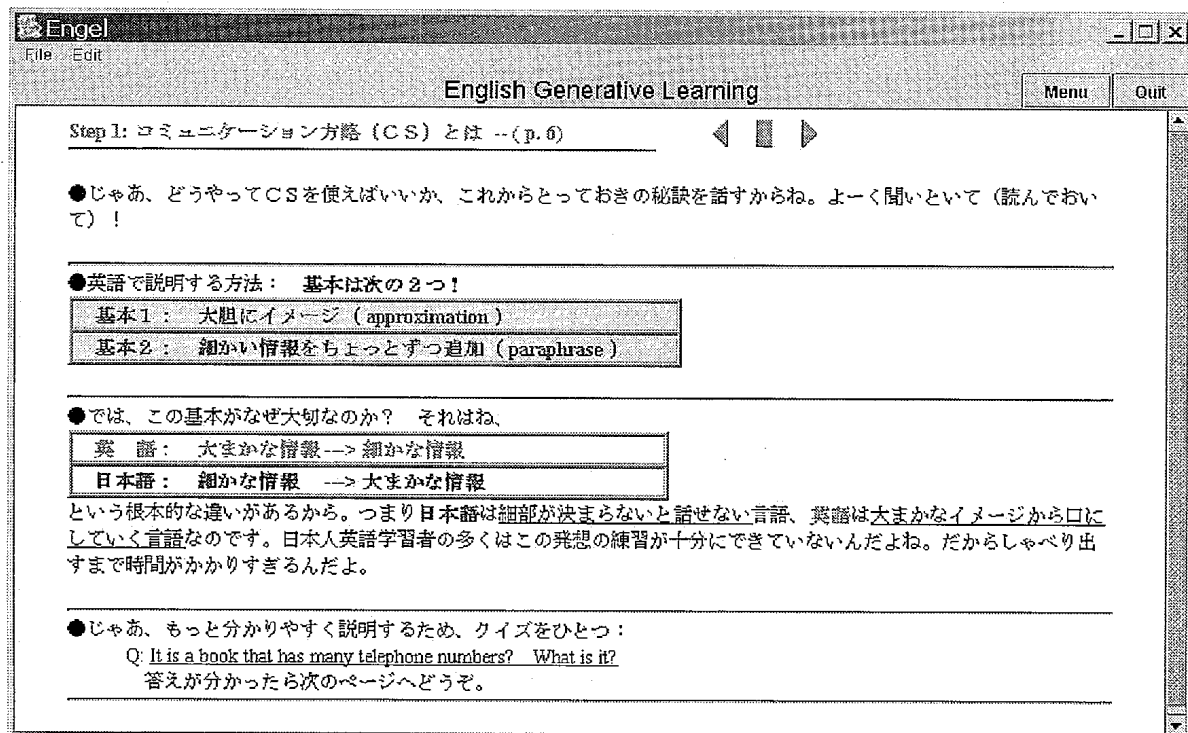 Engel
File Edit
English Generative Learning
Menu
Quit
Step 1: コミュニケーション方略（ＣＳ）とは --(p.6)
●じゃあ、どうやってＣＳを使えばいいか、これからとっておきの秘訣を話すからね。よーく聞いといて（読んでおい
て）！
●英語で説明する方法： 基本は次の２つ！
基本１： 大胆にイメージ（approximation）
基本２： 細かい情報をちょっとずつ追加（paraphrase）
●では、この基本がなぜ大切なのか？ それはね、
英 語： 大まかな情報 --> 細かな情報
日本語： 細かな情報 --> 大まかな情報
という根本的な違いがあるから。つまり日本語は細部が決まらないと話せない言語、英語は大まかなイメージから口に
していく言語なのです。日本人英語学習者の多くはこの発想の練習が十分にできていないんだよね。だからしゃべり出
すまで時間がかかりすぎるんだよ。
●じゃあ、もっと分かりやすく説明するため、クイズをひとつ：
Q: It is a book that has many telephone numbers? What is it?
答えが分かったら次のページへどうぞ。